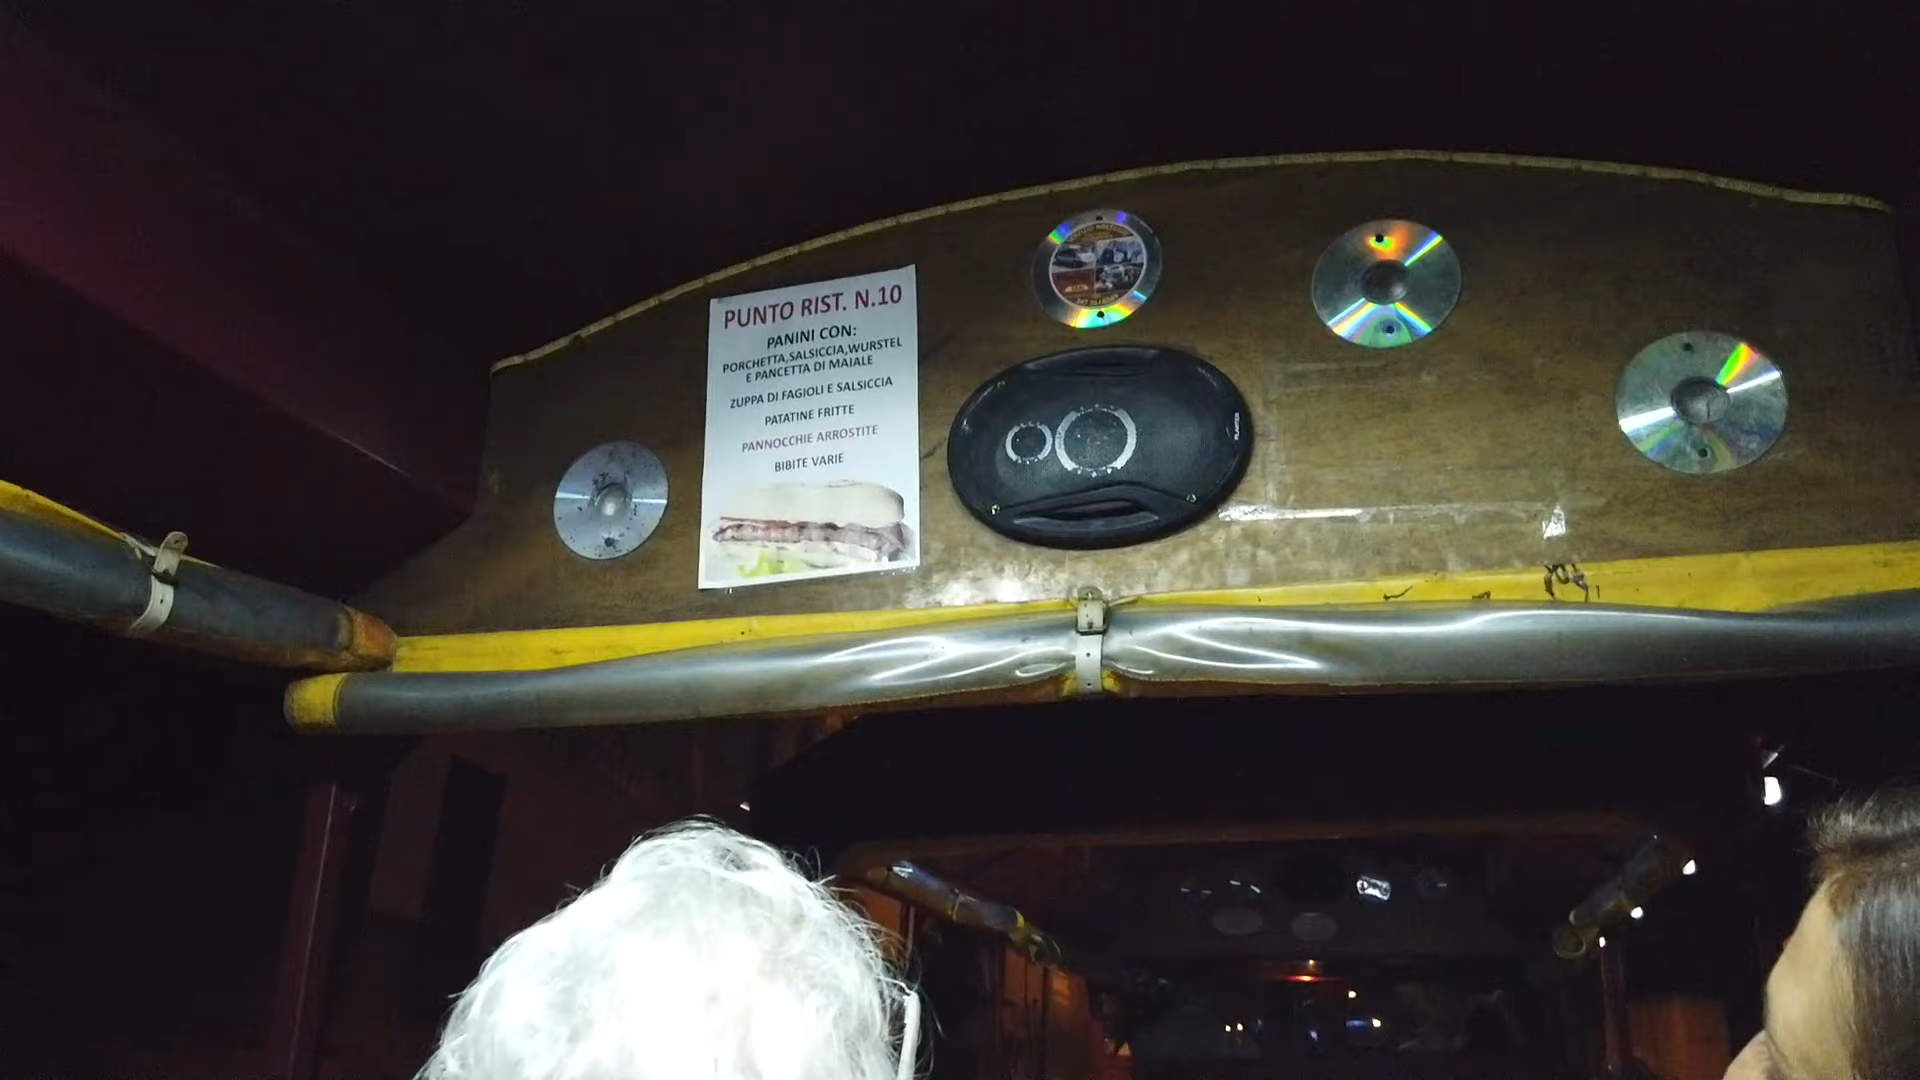 PUNTO RIST. N.10
PANINI CON:
PORCHETTA,SALSICCIA,WURSTEL
E PANCETTA DI MAIALE
ZUPPA DI FAGIOLI E SALSICCIA
PATATINE FRITTE
PANNOCCHIE ARROSTITE
BIBITE VARIE